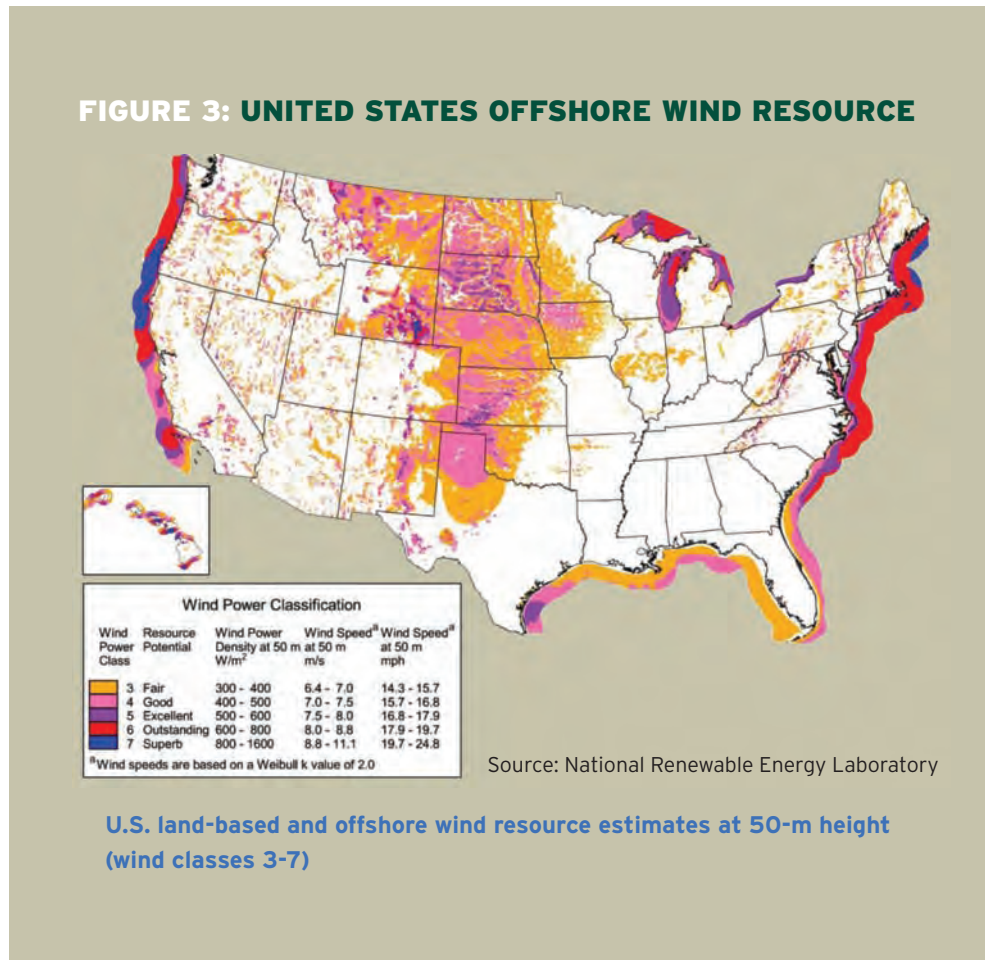 FIGURE 3: UNITED STATES OFFSHORE WIND RESOURCE
Wind Power Classification
Wind Resource Wind Power Wind Speedᵃ Wind Speedᵃ
Power Potential Density at 50 m at 50 m at 50 m
Class W/m² m/s mph
3 Fair 300 - 400 6.4 - 7.0 14.3 - 15.7
4 Good 400 - 500 7.0 - 7.5 15.7 - 16.8
5 Excellent 500 - 600 7.5 - 8.0 16.8 - 17.9
6 Outstanding 600 - 800 8.0 - 8.8 17.9 - 19.7
7 Superb 800 - 1600 8.8 - 11.1 19.7 - 24.8
ᵃWind speeds are based on a Weibull k value of 2.0
Source: National Renewable Energy Laboratory
U.S. land-based and offshore wind resource estimates at 50-m height
(wind classes 3-7)